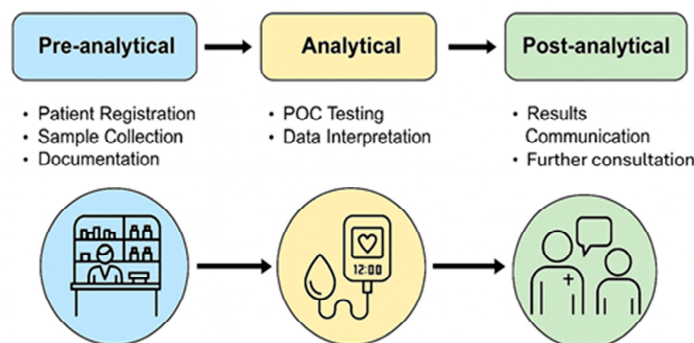 Pre-analytical
Analytical
Post-analytical
• Patient Registration
• Sample Collection
• Documentation
• POC Testing
• Data Interpretation
• Results
Communication
• Further consultation
12:00